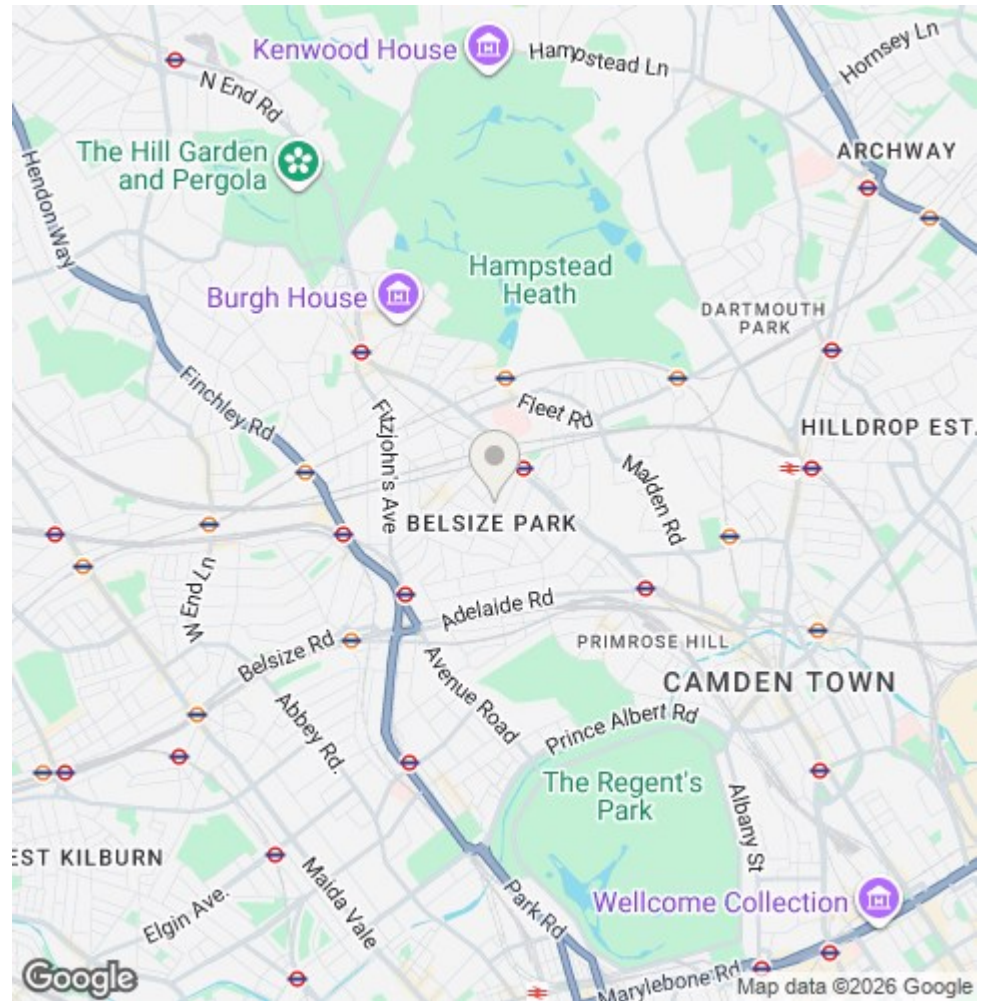 Kenwood House
Hampstead Ln
Hornsey Ln
N End Rd
The Hill Garden
and Pergola
ARCHWAY
Hendon Way
Hampstead
Heath
Burgh House
DARTMOUTH
PARK
Finchley Rd
Fitzjohn's Ave
Fleet Rd
HILLDROP EST.
Malden Rd
BELSIZE PARK
W End Ln
Adelaide Rd
Belsize Rd
PRIMROSE HILL
Avenue Road
CAMDEN TOWN
Abbey Rd.
Prince Albert Rd
The Regent's
Park
Albany St
EST KILBURN
Maida Vale
Elgin Ave.
Park Rd
Wellcome Collection
Marylebone Rd
Google
Map data ©2026 Google